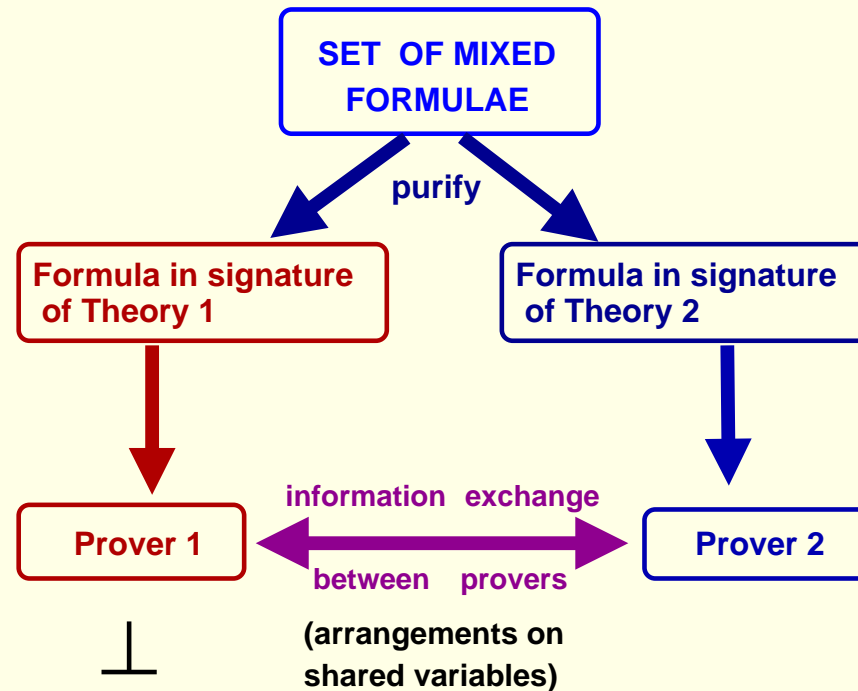 SET OF MIXED
FORMULAE
purify
Formula in signature
of Theory 1
Formula in signature
of Theory 2
information exchange
Prover 1
Prover 2
between provers
⊥
(arrangements on
shared variables)